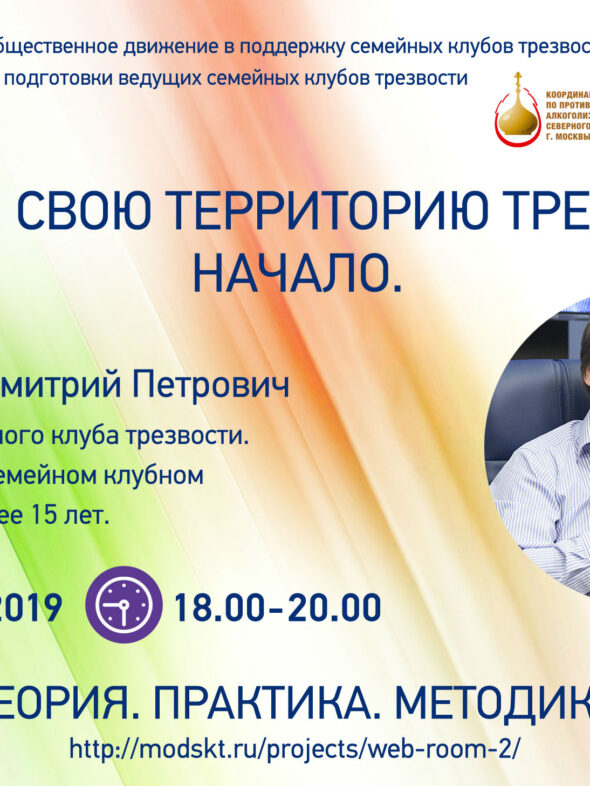 бщественное движение в поддержку семейных клубов трезвос
подготовки ведущих семейных клубов трезвости
КООРДИНА
ПО ПРОТИВ
АЛКОГОЛИЗ
СЕВЕРНОГО
Г. МОСКВЫ
СВОЮ ТЕРРИТОРИЮ ТРЕ
НАЧАЛО.
митрий Петрович
ного клуба трезвости.
емейном клубном
ее 15 лет.
2019 18.00-20.00
ЕОРИЯ. ПРАКТИКА. МЕТОДИК
http://modskt.ru/projects/web-room-2/